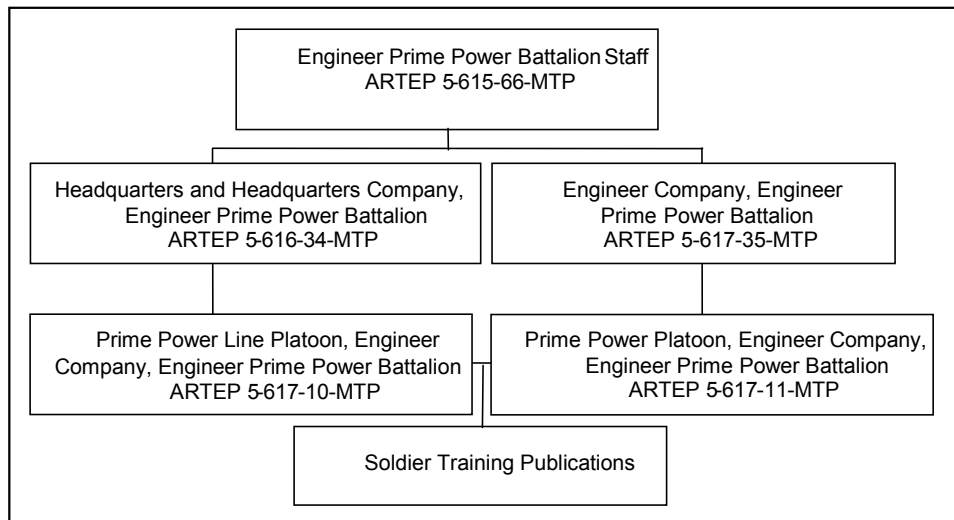 Engineer Prime Power Battalion Staff
ARTEP 5-615-66-MTP
Headquarters and Headquarters Company,
Engineer Prime Power Battalion
ARTEP 5-616-34-MTP
Engineer Company, Engineer
Prime Power Battalion
ARTEP 5-617-35-MTP
Prime Power Line Platoon, Engineer
Company, Engineer Prime Power Battalion
ARTEP 5-617-10-MTP
Prime Power Platoon, Engineer Company,
Engineer Prime Power Battalion
ARTEP 5-617-11-MTP
Soldier Training Publications